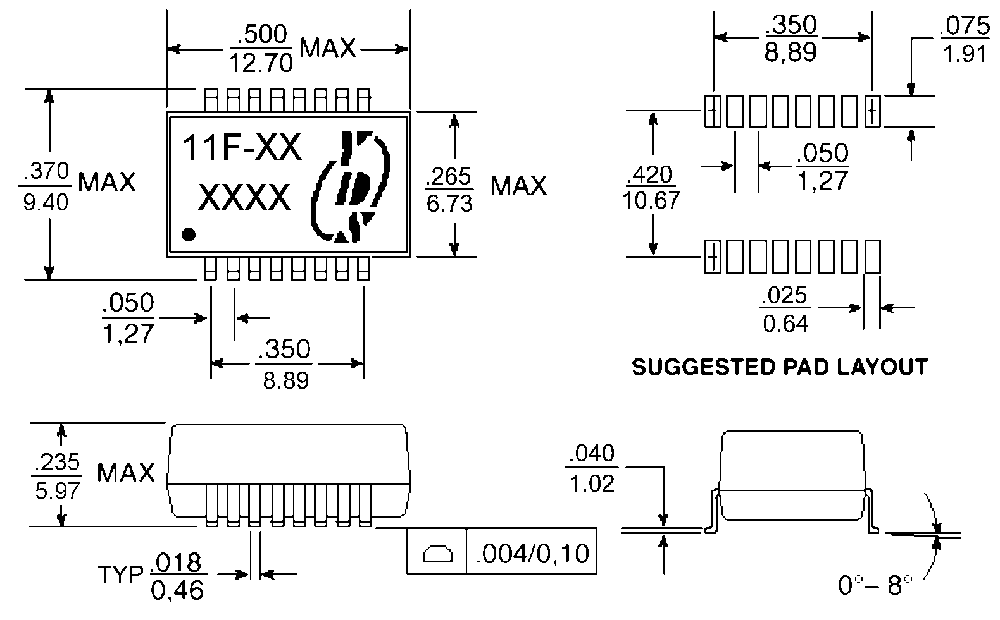 .500
12.70 MAX
.350
8,89
.075
1.91
11F-XX
XXXX
.370
9.40 MAX
.265
6.73 MAX
.420
10.67
.050
1,27
.050
1,27
.350
8.89
.025
0.64
SUGGESTED PAD LAYOUT
.235
5.97 MAX
.040
1.02
TYP .018
0,46
.004/0,10
0°– 8°